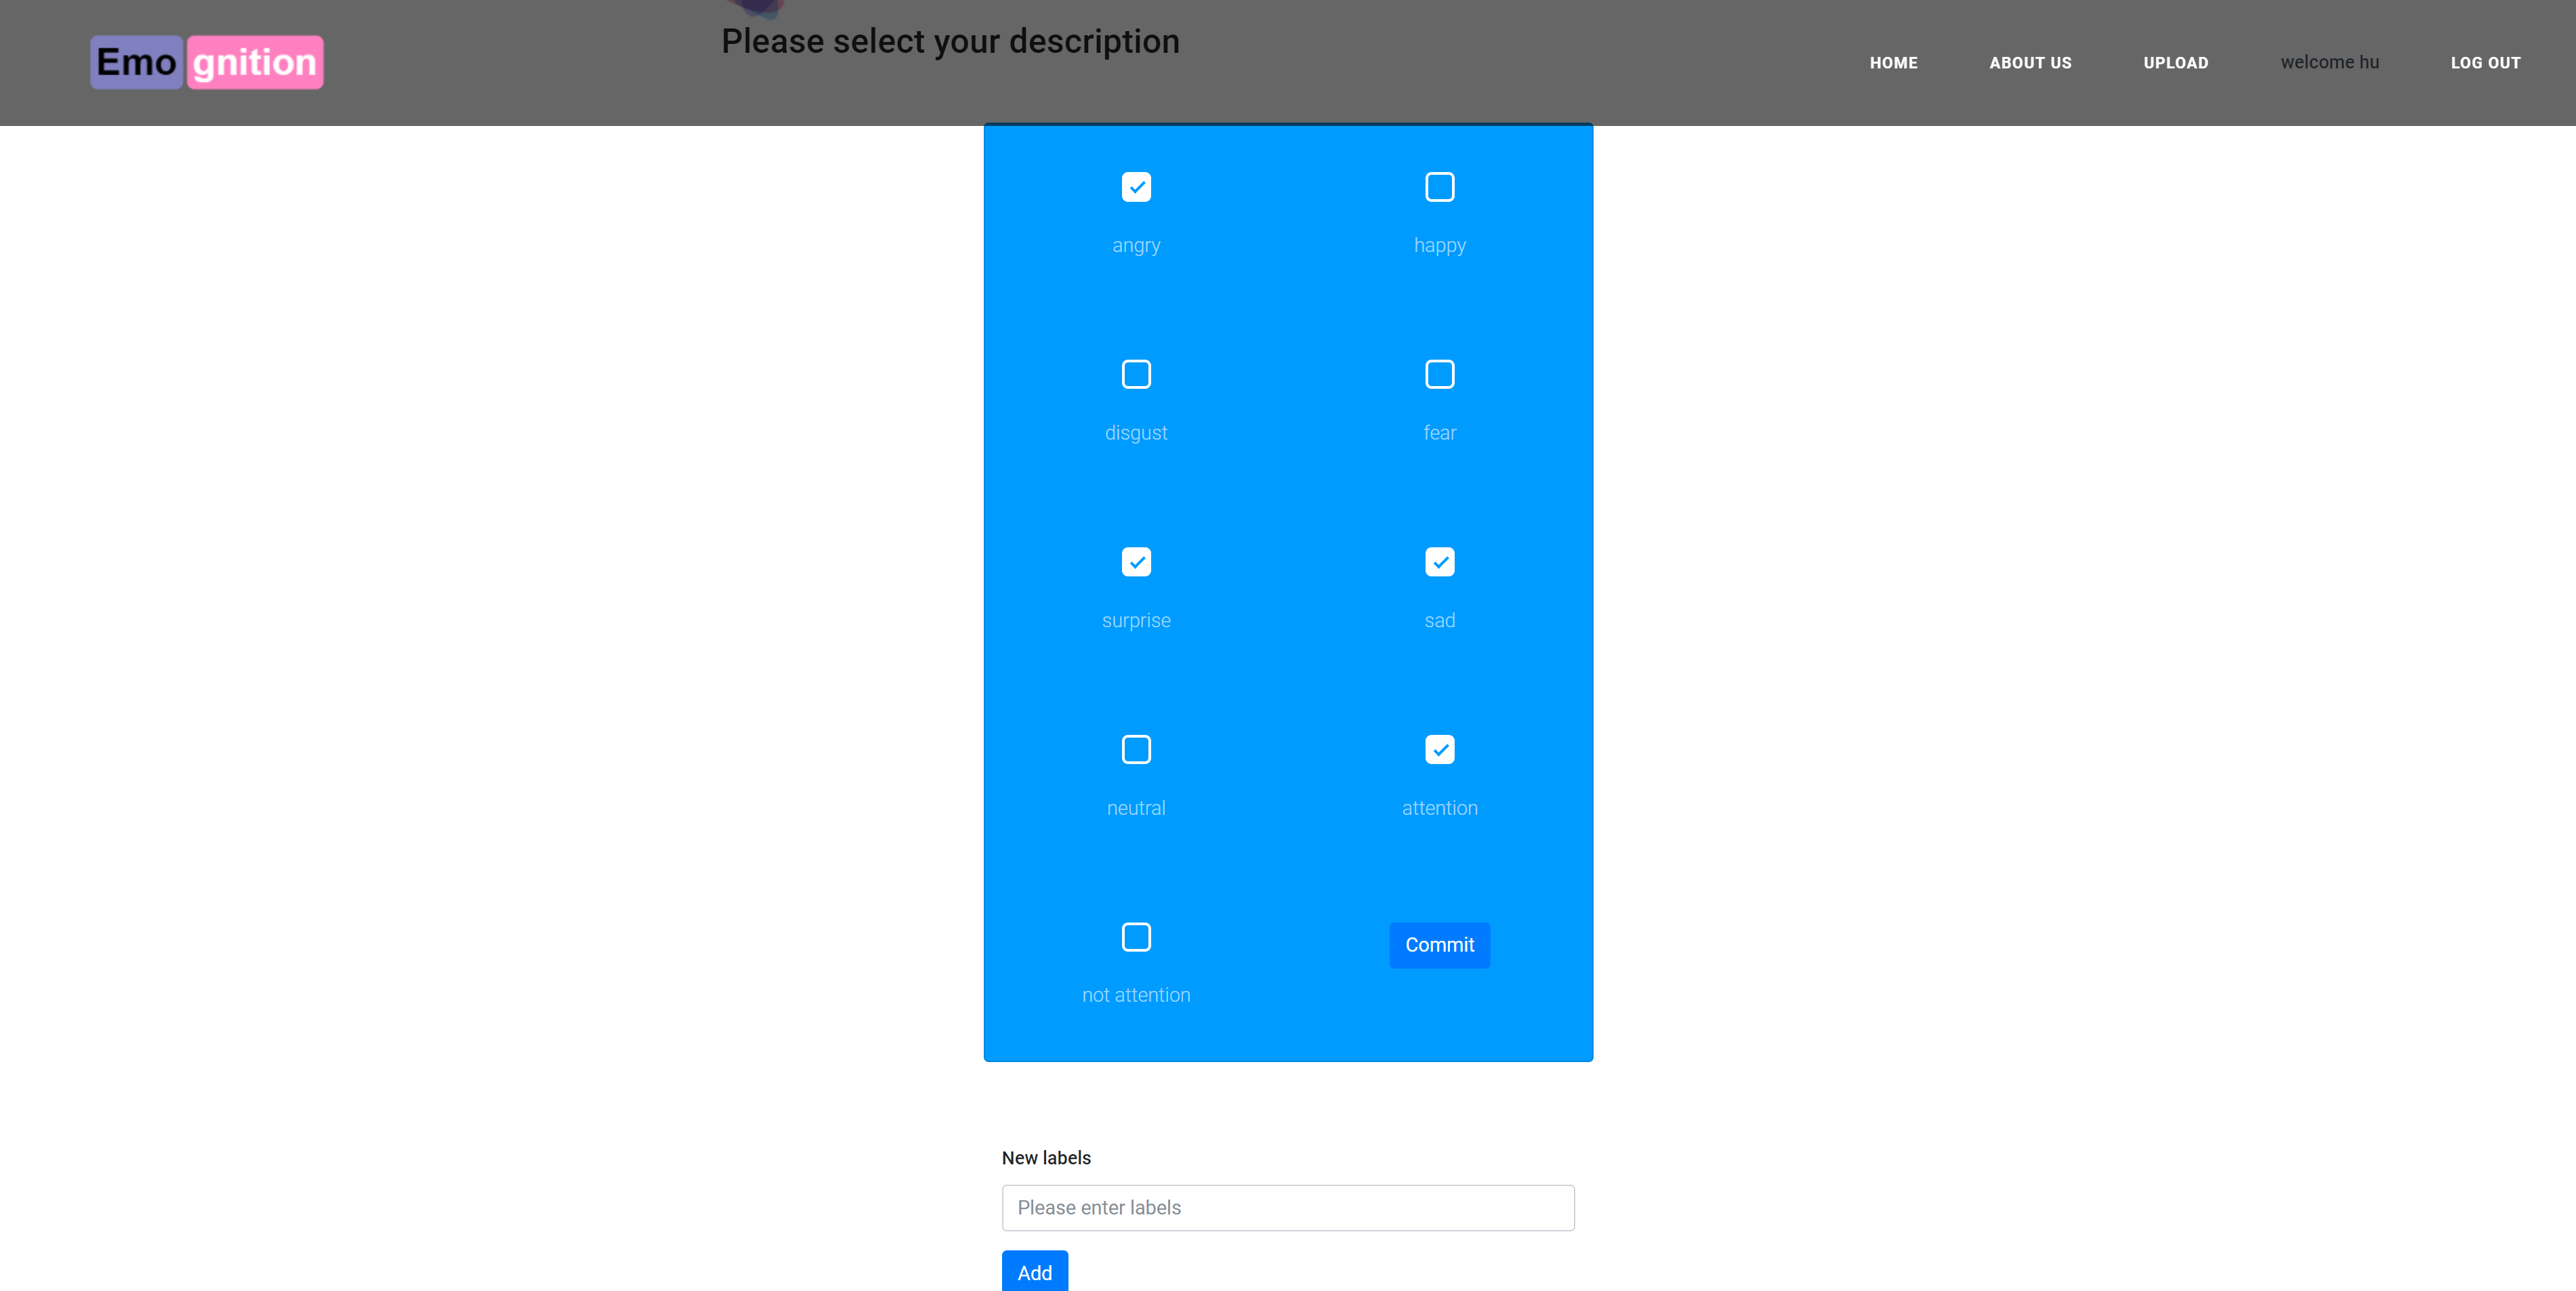 Please select your description
Emo gnition
HOME ABOUT US UPLOAD welcome hu LOG OUT
angry happy
disgust fear
surprise sad
neutral attention
not attention Commit
New labels
Please enter labels
Add